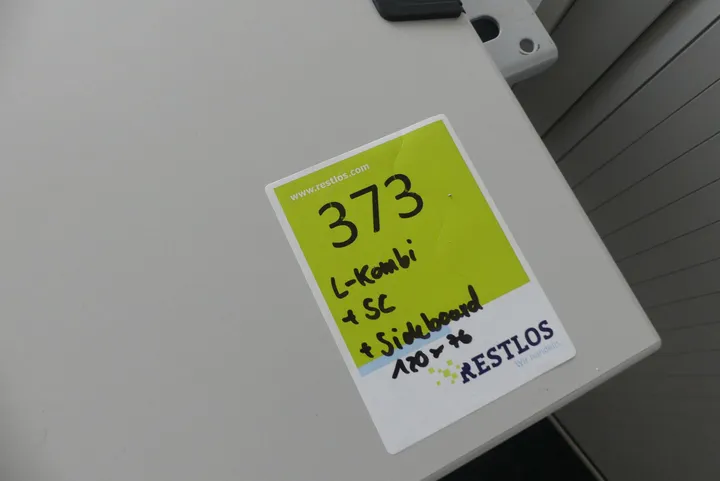 www.restlos.com
373
L-Kombi
+ SC
+ Sideboard
120 x 76
RESTLOS